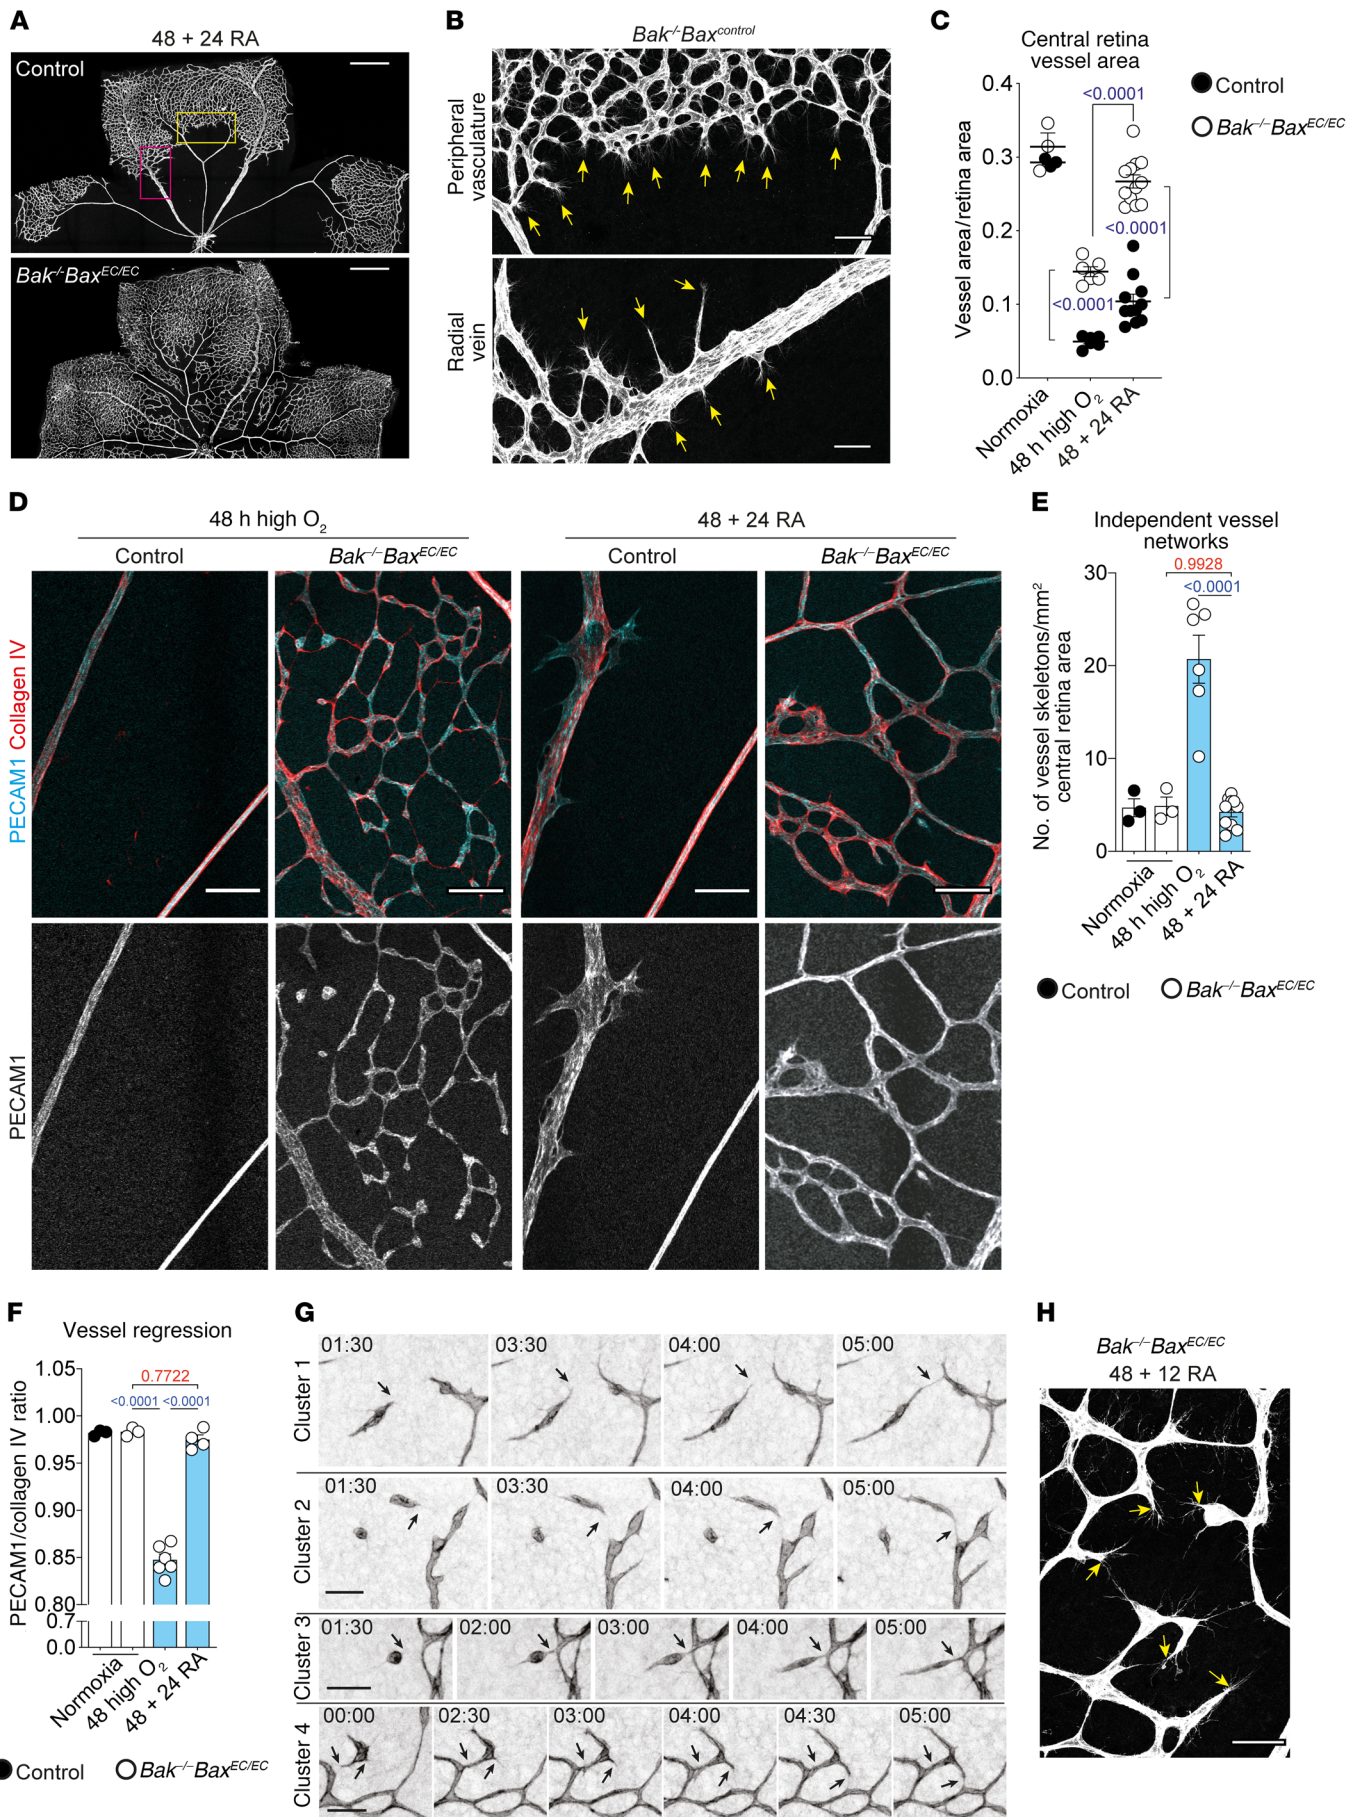 A
48 + 24 RA
Control
Bak⁻/⁻Baxᴱᶜ/ᴱᶜ
B
Bak⁻/⁻Baxᶜᵒⁿᵗʳᵒˡ
Peripheral
vasculature
Radial
vein
C
Central retina
vessel area
Vessel area/retina area
0.4
0.3
0.2
0.1
0.0
<0.0001
<0.0001
<0.0001
Normoxia
48 h high O₂
48 + 24 RA
Control
Bak⁻/⁻Baxᴱᶜ/ᴱᶜ
D
48 h high O₂
48 + 24 RA
Control
Bak⁻/⁻Baxᴱᶜ/ᴱᶜ
Control
Bak⁻/⁻Baxᴱᶜ/ᴱᶜ
PECAM1 Collagen IV
PECAM1
E
Independent vessel
networks
No. of vessel skeletons/mm²
central retina area
30
20
10
0
0.9928
<0.0001
Normoxia
48 h high O₂
48 + 24 RA
Control
Bak⁻/⁻Baxᴱᶜ/ᴱᶜ
F
Vessel regression
PECAM1/collagen IV ratio
1.05
1.00
0.95
0.90
0.85
0.80
0.7
0.0
0.7722
<0.0001
<0.0001
Normoxia
48 high O₂
48 + 24 RA
Control
Bak⁻/⁻Baxᴱᶜ/ᴱᶜ
G
Cluster 1
01:30
03:30
04:00
05:00
Cluster 2
01:30
03:30
04:00
05:00
Cluster 3
01:30
02:00
03:00
04:00
05:00
Cluster 4
00:00
02:30
03:00
04:00
04:30
05:00
H
Bak⁻/⁻Baxᴱᶜ/ᴱᶜ
48 + 12 RA